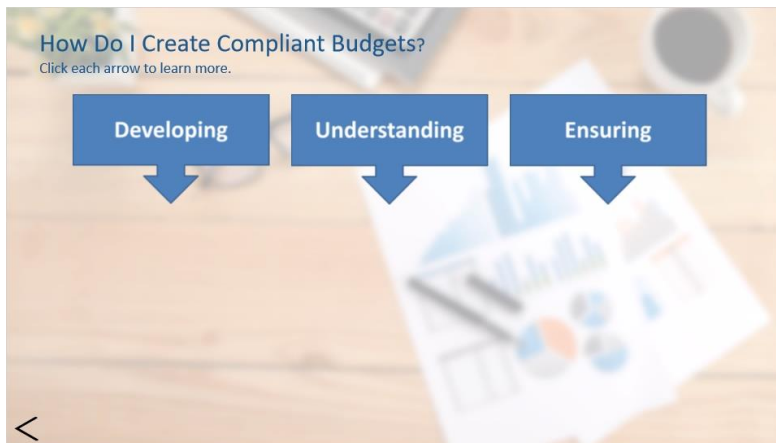 How Do I Create Compliant Budgets?
Click each arrow to learn more.
Developing
Understanding
Ensuring